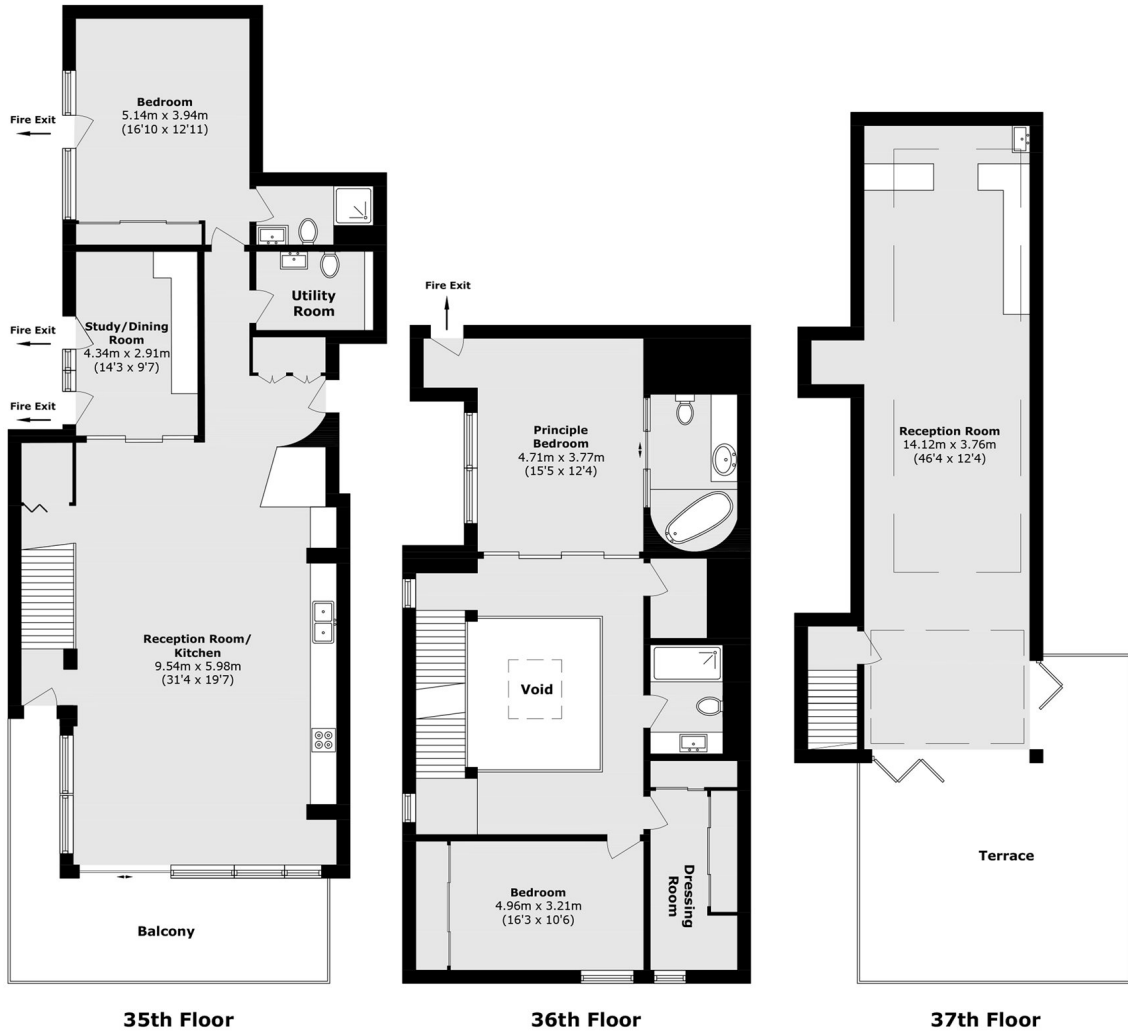 Bedroom
5.14m x 3.94m
(16'10 x 12'11)
Fire Exit
Utility
Room
Fire Exit
Study/Dining
Room
4.34m x 2.91m
(14'3 x 9'7)
Fire Exit
Reception Room/
Kitchen
9.54m x 5.98m
(31'4 x 19'7)
Balcony
35th Floor
Fire Exit
Principle
Bedroom
4.71m x 3.77m
(15'5 x 12'4)
Void
Bedroom
4.96m x 3.21m
(16'3 x 10'6)
Dressing
Room
36th Floor
Reception Room
14.12m x 3.76m
(46'4 x 12'4)
Terrace
37th Floor